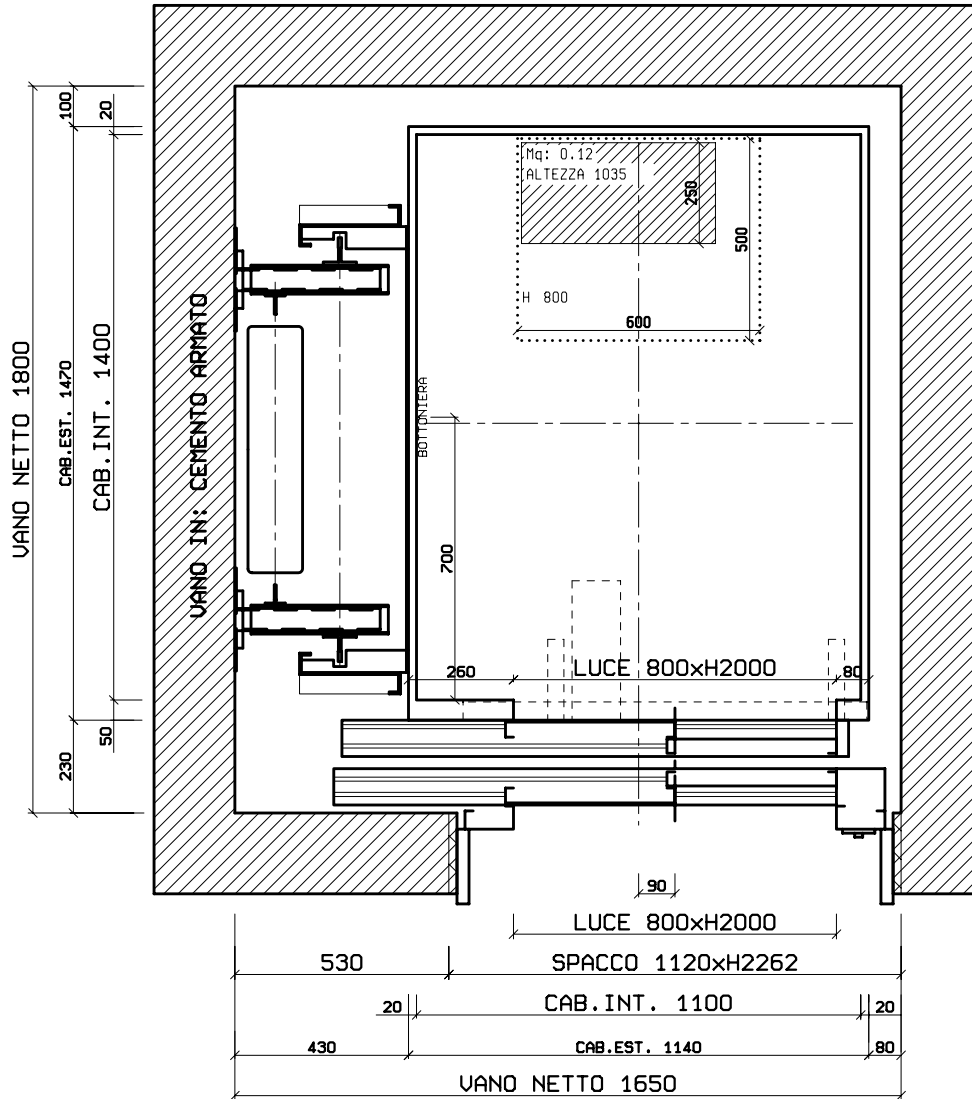 100
20
Mq: 0.12
ALTEZZA 1035
250
500
H 800
600
VANO NETTO 1800
CAB.EST. 1470
CAB.INT. 1400
VANO IN: CEMENTO ARMATO
BOTTONIERA
700
260
LUCE 800xH2000
80
50
230
90
LUCE 800xH2000
530
SPACCO 1120xH2262
20
CAB.INT. 1100
20
430
CAB.EST. 1140
80
VANO NETTO 1650